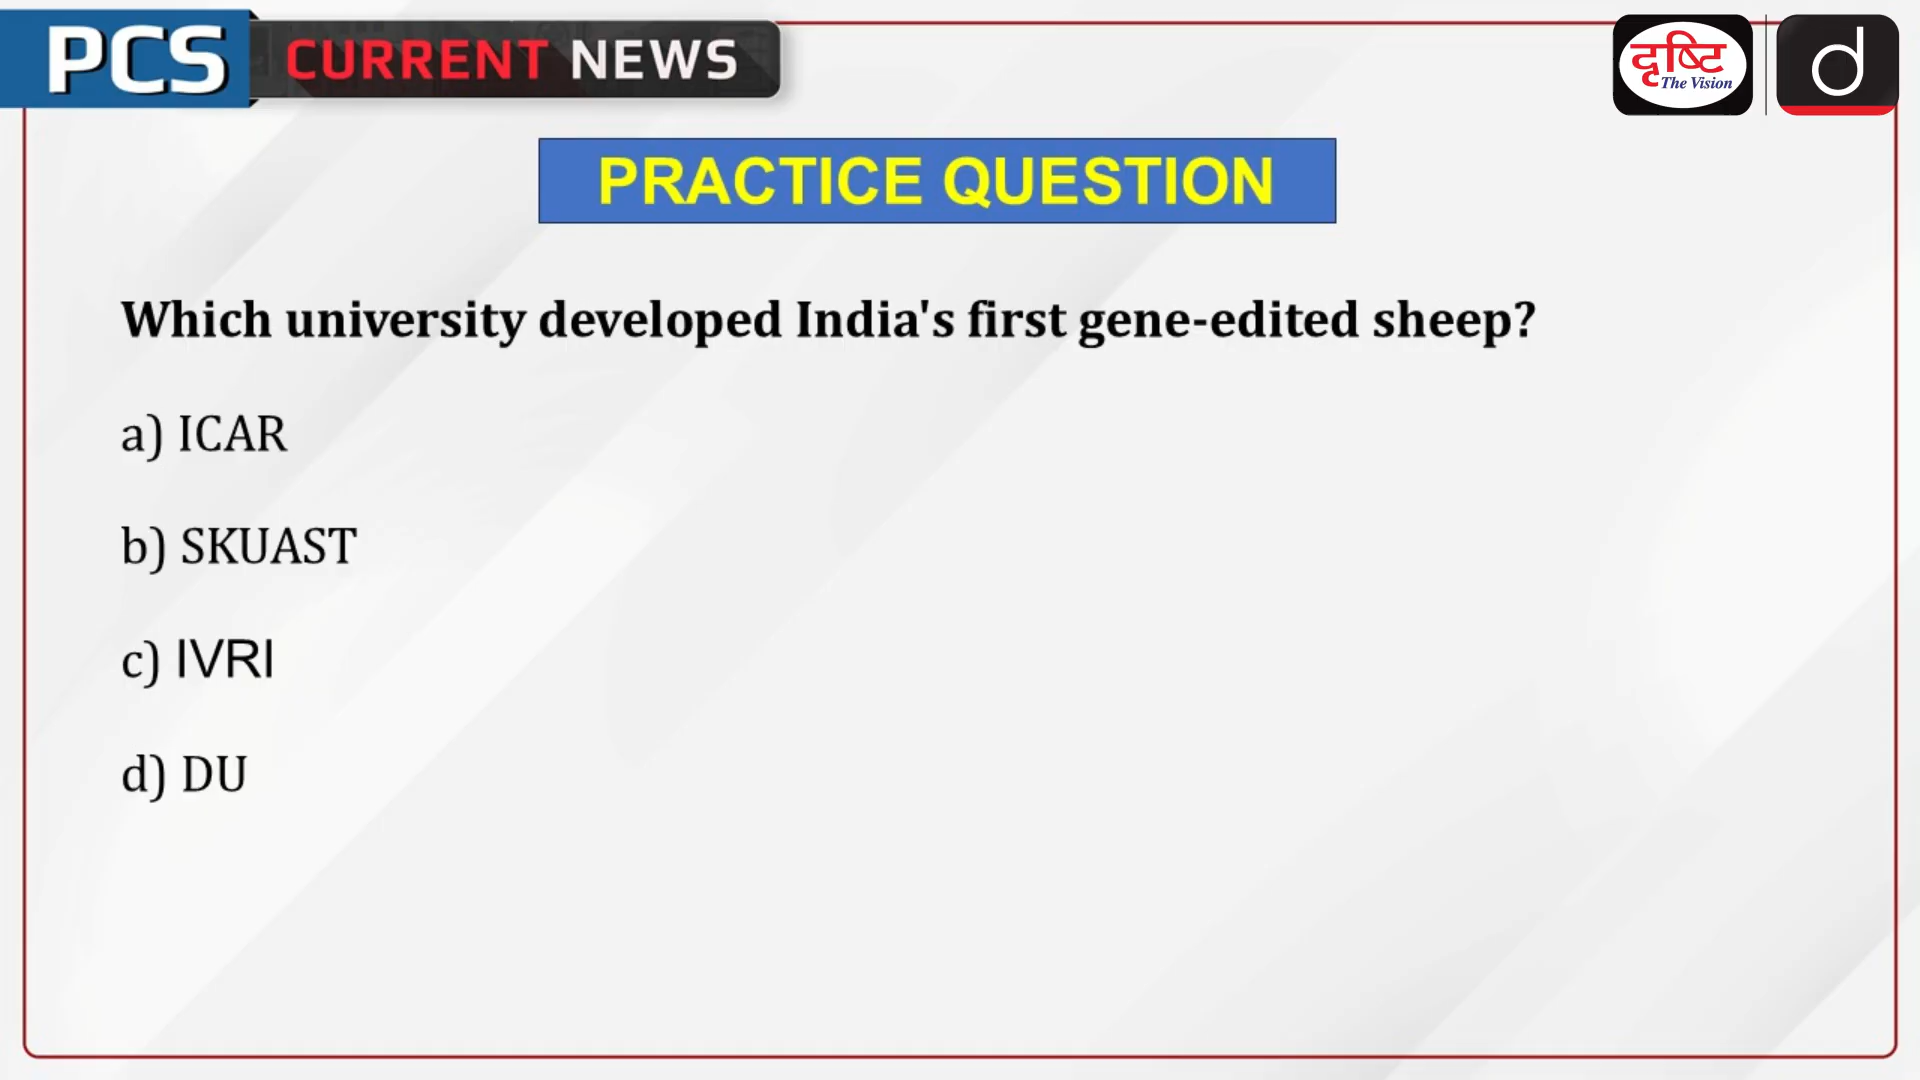 PCS CURRENT NEWS
दृष्टि
The Vision
d
PRACTICE QUESTION
Which university developed India's first gene-edited sheep?
a) ICAR
b) SKUAST
c) IVRI
d) DU